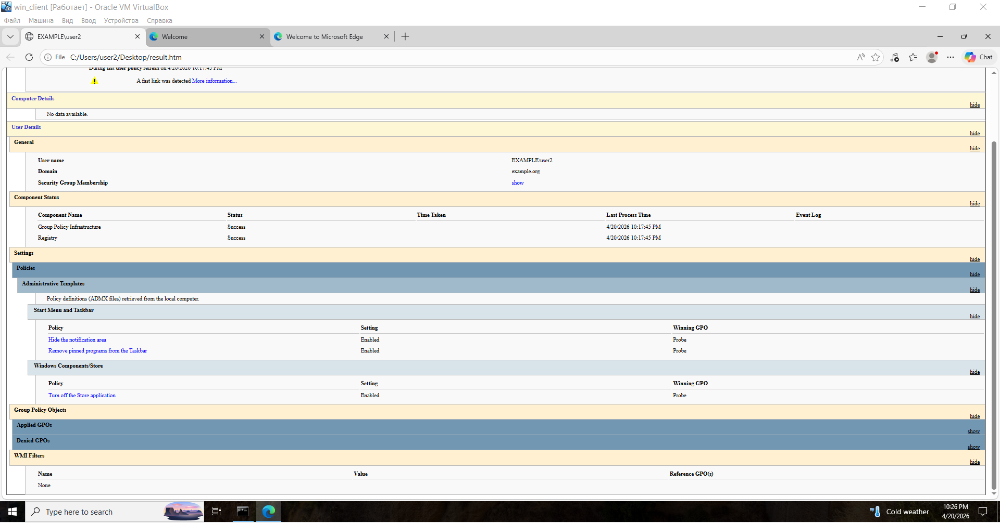 win_client [Работает] - Oracle VM VirtualBox
Файл Машина Вид Ввод Устройства Справка
EXAMPLE\user2 Welcome Welcome to Microsoft Edge
File C:/Users/user2/Desktop/result.htm Chat
During last user policy refresh on 4/20/2026 10:17:45 PM
A fast link was detected More information...
Computer Details
hide
No data available.
User Details
hide
General
hide
User name EXAMPLE\user2
Domain example.org
Security Group Membership show
Component Status
hide
Component Name Status Time Taken Last Process Time Event Log
Group Policy Infrastructure Success 4/20/2026 10:17:45 PM
Registry Success 4/20/2026 10:17:45 PM
Settings
hide
Policies
hide
Administrative Templates
hide
Policy definitions (ADMX files) retrieved from the local computer.
Start Menu and Taskbar
hide
Policy Setting Winning GPO
Hide the notification area Enabled Probe
Remove pinned programs from the Taskbar Enabled Probe
Windows Components/Store
hide
Policy Setting Winning GPO
Turn off the Store application Enabled Probe
Group Policy Objects
hide
Applied GPOs
show
Denied GPOs
show
WMI Filters
hide
Name Value Reference GPO(s)
None
Type here to search Cold weather 10:26 PM
4/20/2026